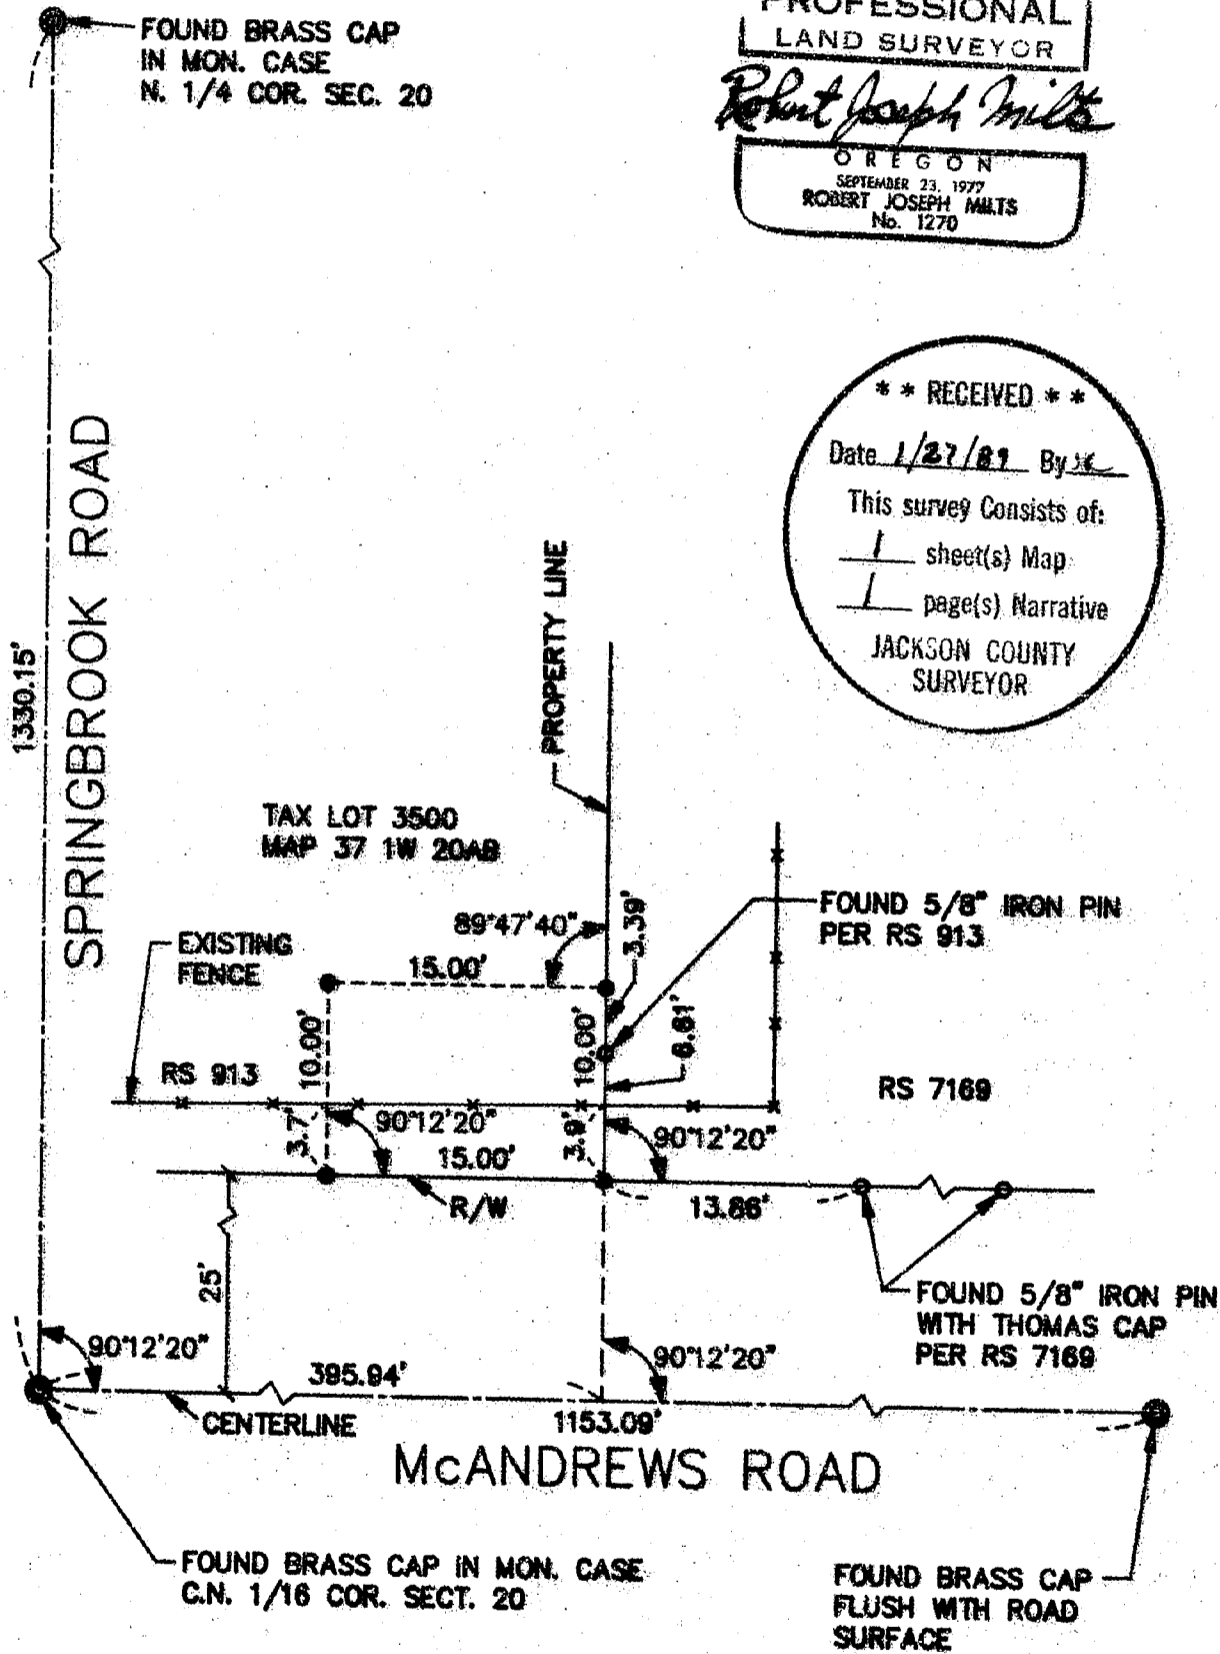 FOUND BRASS CAP
IN MON. CASE
N. 1/4 COR. SEC. 20
PROFESSIONAL
LAND SURVEYOR
Robert Joseph Milts
OREGON
SEPTEMBER 23, 1977
ROBERT JOSEPH MILTS
No. 1270
* * RECEIVED * *
Date 1/27/89 By
This survey Consists of:
1 sheet(s) Map
1 page(s) Narrative
JACKSON COUNTY
SURVEYOR
1330.15'
SPRINGBROOK ROAD
PROPERTY LINE
TAX LOT 3500
MAP 37 1W 20AB
FOUND 5/8" IRON PIN
PER RS 913
89°47'40"
3.39'
EXISTING
FENCE
15.00'
10.00'
10.00'
6.61'
RS 913
RS 7169
3.7'
90°12'20"
3.9'
90°12'20"
15.00'
R/W
13.86'
25'
FOUND 5/8" IRON PIN
WITH THOMAS CAP
PER RS 7169
90°12'20"
395.94'
90°12'20"
CENTERLINE
1153.09'
McANDREWS ROAD
FOUND BRASS CAP IN MON. CASE
C.N. 1/16 COR. SECT. 20
FOUND BRASS CAP
FLUSH WITH ROAD
SURFACE